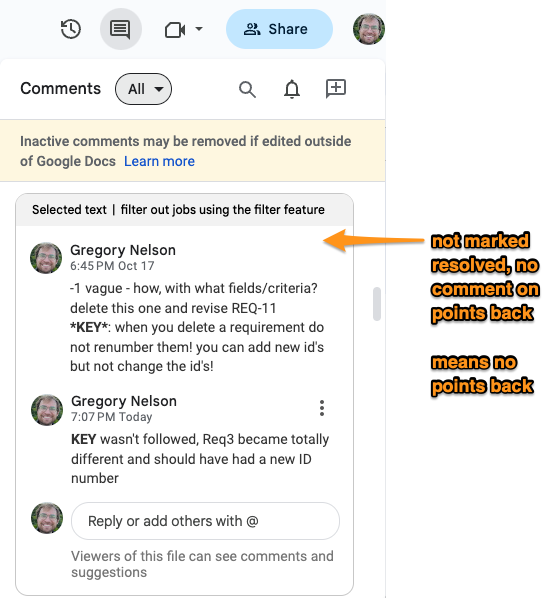 Share
Comments
All
Inactive comments may be removed if edited outside
of Google Docs Learn more
Selected text | filter out jobs using the filter feature
Gregory Nelson
6:45 PM Oct 17
-1 vague - how, with what fields/criteria?
delete this one and revise REQ-11
*KEY*: when you delete a requirement do
not renumber them! you can add new id's
but not change the id's!
Gregory Nelson
7:07 PM Today
KEY wasn't followed, Req3 became totally
different and should have had a new ID
number
Reply or add others with @
Viewers of this file can see comments and
suggestions
not marked
resolved, no
comment on
points back
means no
points back